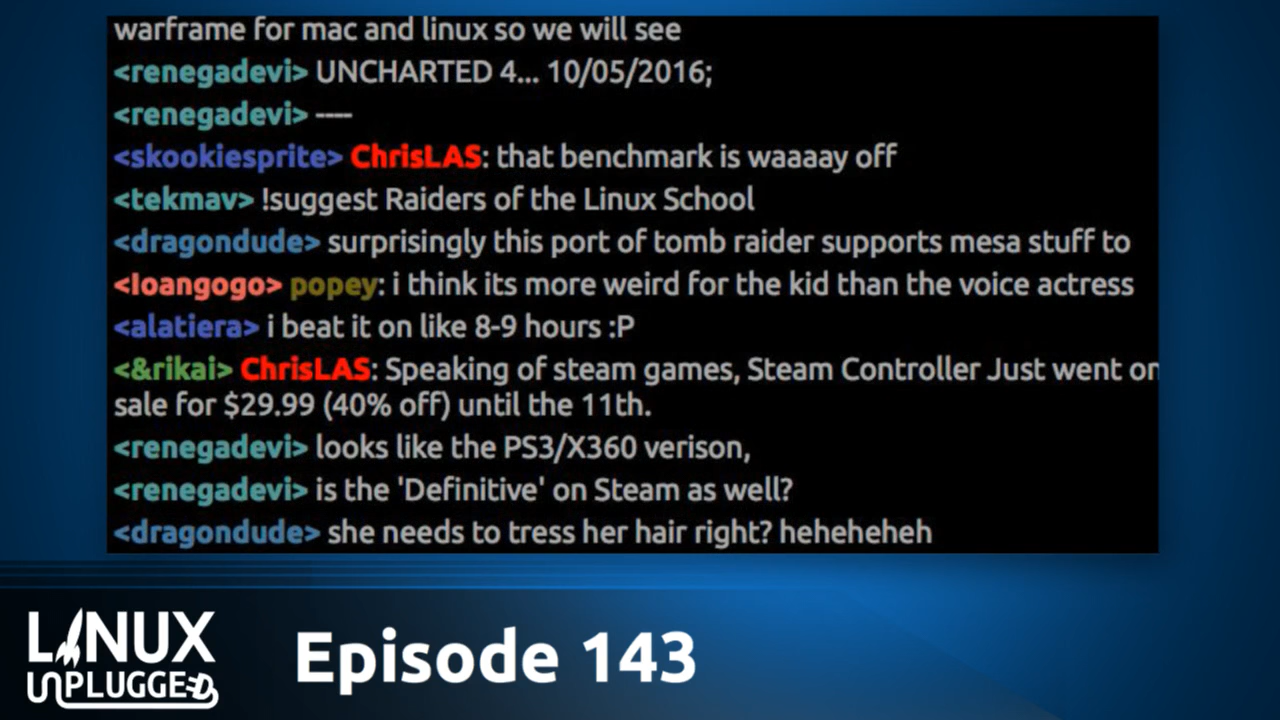 warframe for mac and linux so we will see
<renegadevi> UNCHARTED 4... 10/05/2016;
<renegadevi> ----
<skookiesprite> ChrisLAS: that benchmark is waaaay off
<tekmav> !suggest Raiders of the Linux School
<dragondude> surprisingly this port of tomb raider supports mesa stuff to
<loangogo> popey: i think its more weird for the kid than the voice actress
<alatiera> i beat it on like 8-9 hours :P
<&rikai> ChrisLAS: Speaking of steam games, Steam Controller Just went on
sale for $29.99 (40% off) until the 11th.
<renegadevi> looks like the PS3/X360 verison,
<renegadevi> is the 'Definitive' on Steam as well?
<dragondude> she needs to tress her hair right? heheheheh
LINUX
UNPLUGGED
Episode 143